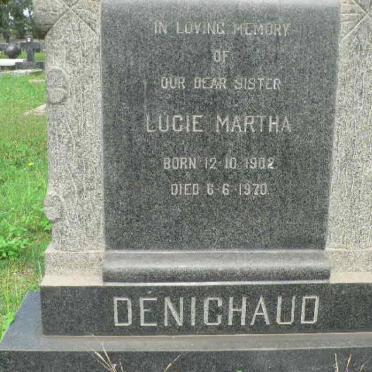 IN LOVING MEMORY
OF
OUR DEAR SISTER
LUCIE MARTHA
BORN 12-10-1902
DIED 6-6-1970
DENICHAUD